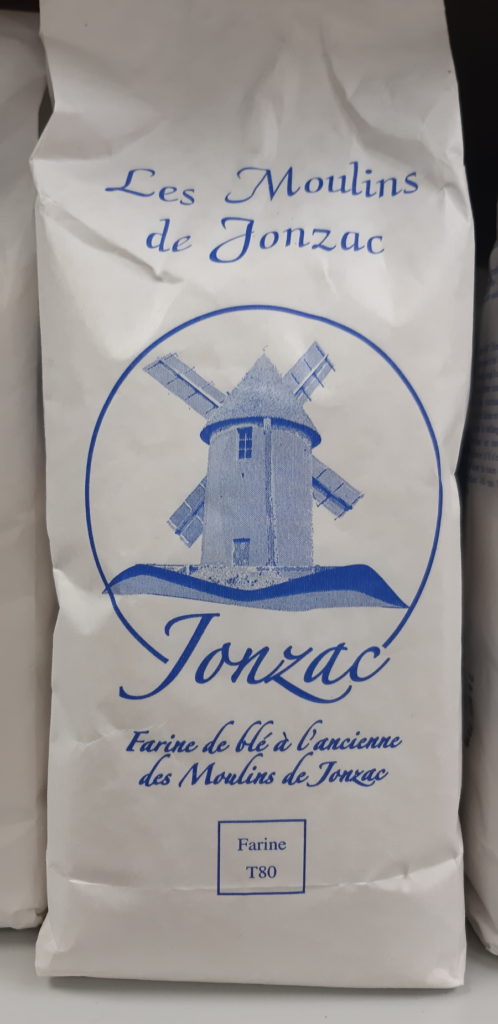 Les Moulins
de Jonzac
Jonzac
Farine de blé à l'ancienne
des Moulins de Jonzac
Farine
T80